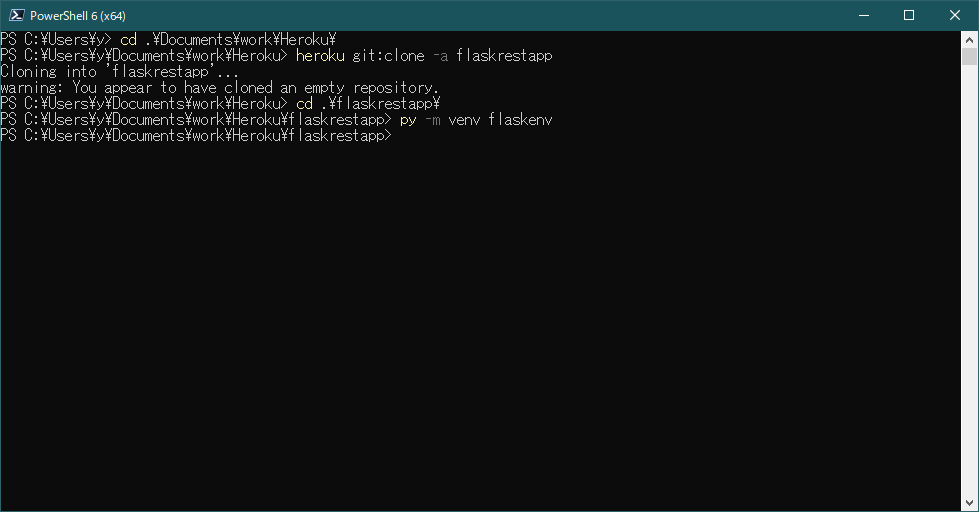 PowerShell 6 (x64)
PS C:¥Users¥y> cd .¥Documents¥work¥Heroku¥
PS C:¥Users¥y¥Documents¥work¥Heroku> heroku git:clone -a flaskrestapp
Cloning into 'flaskrestapp'...
warning: You appear to have cloned an empty repository.
PS C:¥Users¥y¥Documents¥work¥Heroku> cd .¥flaskrestapp¥
PS C:¥Users¥y¥Documents¥work¥Heroku¥flaskrestapp> py -m venv flaskenv
PS C:¥Users¥y¥Documents¥work¥Heroku¥flaskrestapp>